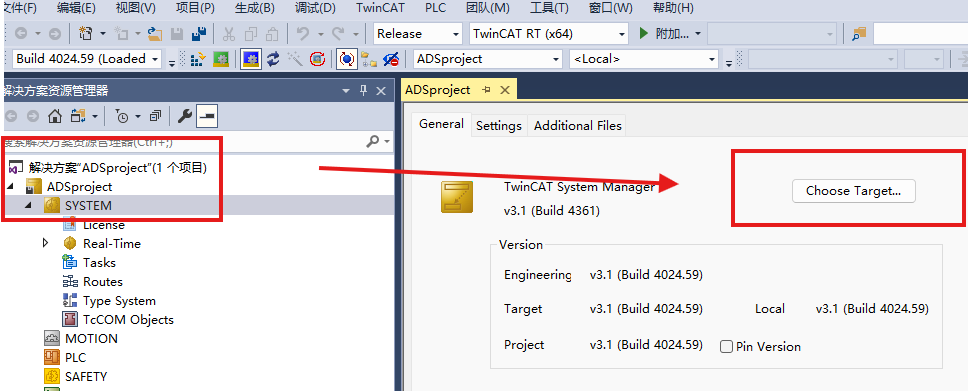 文件(F) 编辑(E) 视图(V) 项目(P) 生成(B) 调试(D) TwinCAT PLC 团队(M) 工具(T) 窗口(W) 帮助(H)
Release TwinCAT RT (x64) 附加...
Build 4024.59 (Loaded ADSproject <Local>
解决方案资源管理器
搜索解决方案资源管理器(Ctrl+;)
解决方案"ADSproject"(1 个项目)
ADSproject
SYSTEM
License
Real-Time
Tasks
Routes
Type System
TcCOM Objects
MOTION
PLC
SAFETY
ADSproject
General Settings Additional Files
TwinCAT System Manager
v3.1 (Build 4361)
Choose Target...
Version
Engineering v3.1 (Build 4024.59)
Target v3.1 (Build 4024.59) Local v3.1 (Build 4024.59)
Project v3.1 (Build 4024.59) Pin Version